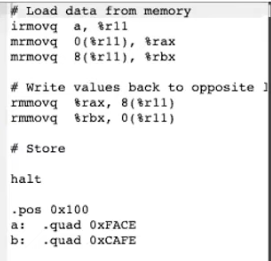 # Load data from memory
irmovq a, %r11
mrmovq 0(%r11), %rax
mrmovq 8(%r11), %rbx
# Write values back to opposite
rmmovq %rax, 8(%r11)
rmmovq %rbx, 0(%r11)
# Store
halt
.pos 0x100
a: .quad 0xFACE
b: .quad 0xCAFE